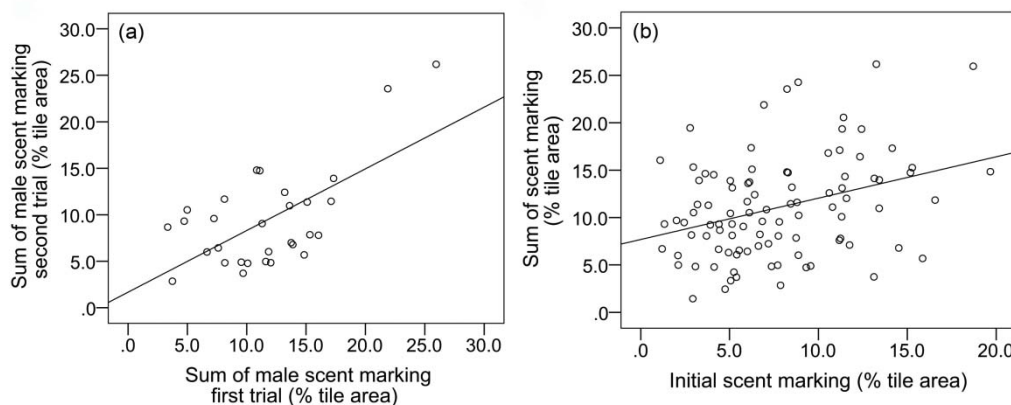 (a)
30.0
25.0
20.0
15.0
10.0
5.0
.0
Sum of male scent marking
second trial (% tile area)
.0 5.0 10.0 15.0 20.0 25.0 30.0
Sum of male scent marking
first trial (% tile area)
(b)
30.0
25.0
20.0
15.0
10.0
5.0
.0
Sum of scent marking
(% tile area)
.0 5.0 10.0 15.0 20.0
Initial scent marking (% tile area)